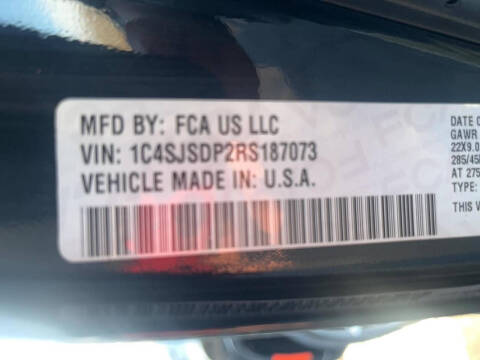 MFD BY: FCA US LLC
VIN: 1C4SJSDP2RS187073
VEHICLE MADE IN: U.S.A.
DATE O
GAWR
22X9.0
285/45
AT 275
TYPE:
THIS V